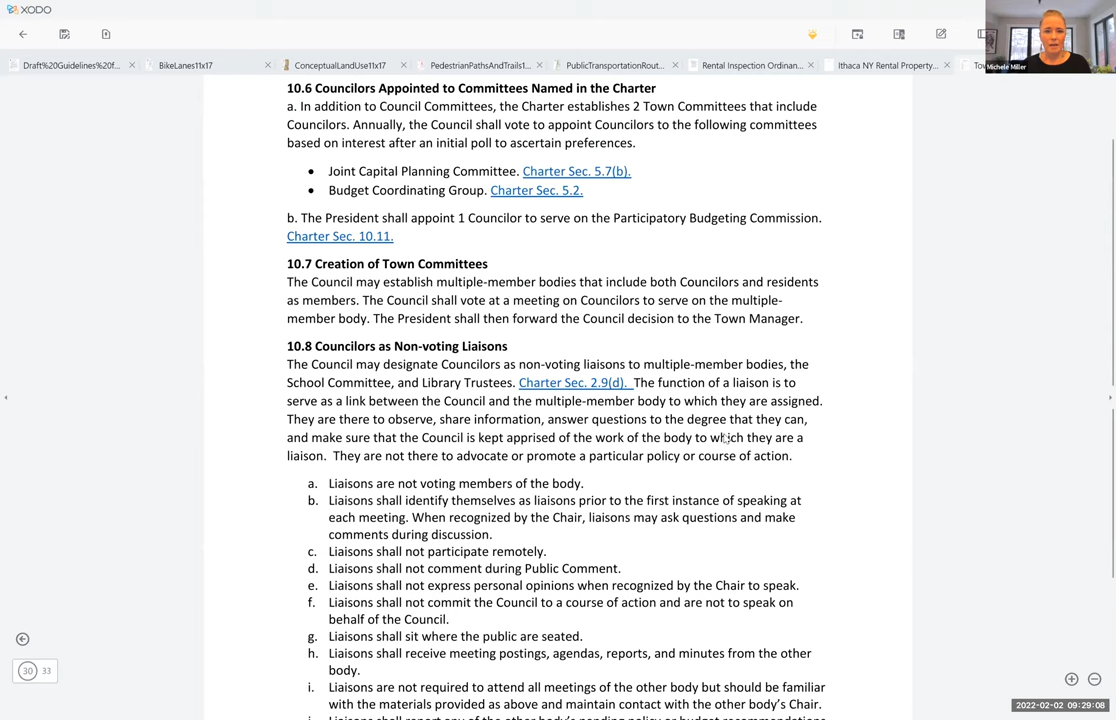 XODO
Draft%20Guidelines%20f...
BikeLanes11x17
ConceptualLandUse11x17
PedestrianPathsAndTrails1...
PublicTransportationRout...
Rental Inspection Ordinan...
Ithaca NY Rental Property...
Michele Miller
10.6 Councilors Appointed to Committees Named in the Charter
a. In addition to Council Committees, the Charter establishes 2 Town Committees that include
Councilors. Annually, the Council shall vote to appoint Councilors to the following committees
based on interest after an initial poll to ascertain preferences.
• Joint Capital Planning Committee. Charter Sec. 5.7(b).
• Budget Coordinating Group. Charter Sec. 5.2.
b. The President shall appoint 1 Councilor to serve on the Participatory Budgeting Commission.
Charter Sec. 10.11.
10.7 Creation of Town Committees
The Council may establish multiple-member bodies that include both Councilors and residents
as members. The Council shall vote at a meeting on Councilors to serve on the multiple-
member body. The President shall then forward the Council decision to the Town Manager.
10.8 Councilors as Non-voting Liaisons
The Council may designate Councilors as non-voting liaisons to multiple-member bodies, the
School Committee, and Library Trustees. Charter Sec. 2.9(d). The function of a liaison is to
serve as a link between the Council and the multiple-member body to which they are assigned.
They are there to observe, share information, answer questions to the degree that they can,
and make sure that the Council is kept apprised of the work of the body to which they are a
liaison. They are not there to advocate or promote a particular policy or course of action.
a. Liaisons are not voting members of the body.
b. Liaisons shall identify themselves as liaisons prior to the first instance of speaking at
each meeting. When recognized by the Chair, liaisons may ask questions and make
comments during discussion.
c. Liaisons shall not participate remotely.
d. Liaisons shall not comment during Public Comment.
e. Liaisons shall not express personal opinions when recognized by the Chair to speak.
f. Liaisons shall not commit the Council to a course of action and are not to speak on
behalf of the Council.
g. Liaisons shall sit where the public are seated.
h. Liaisons shall receive meeting postings, agendas, reports, and minutes from the other
body.
i. Liaisons are not required to attend all meetings of the other body but should be familiar
with the materials provided as above and maintain contact with the other body's Chair.
30 33
2022-02-02 09:29:08